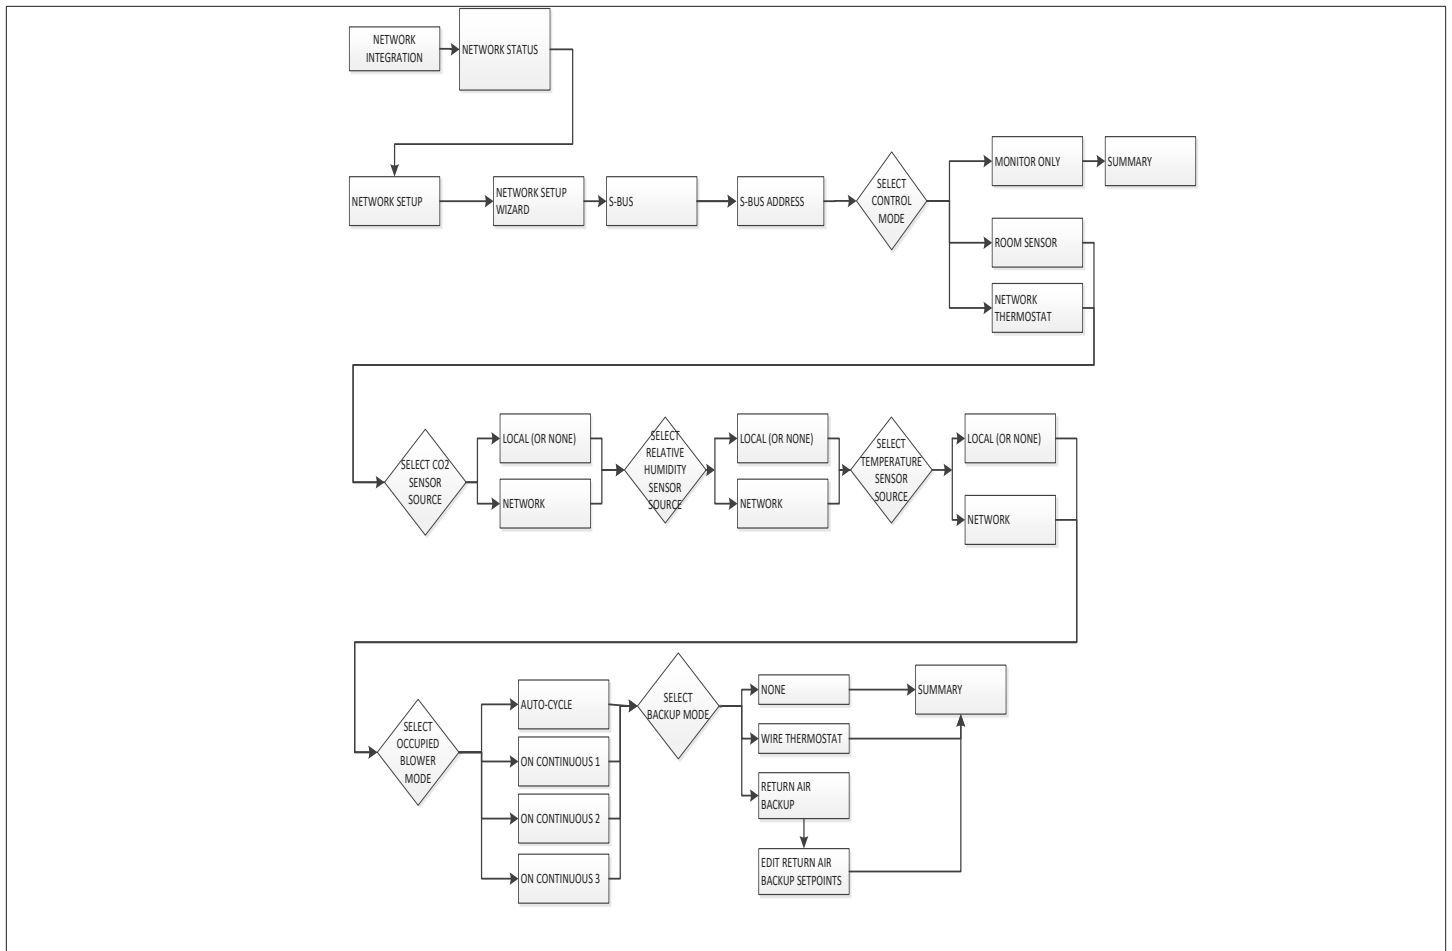 NETWORK
INTEGRATION
NETWORK STATUS
NETWORK SETUP
NETWORK SETUP
WIZARD
S-BUS
S-BUS ADDRESS
SELECT
CONTROL
MODE
MONITOR ONLY
SUMMARY
ROOM SENSOR
NETWORK
THERMOSTAT
SELECT CO2
SENSOR
SOURCE
LOCAL (OR NONE)
NETWORK
SELECT
RELATIVE
HUMIDITY
SENSOR
SOURCE
LOCAL (OR NONE)
NETWORK
SELECT
TEMPERATURE
SENSOR
SOURCE
LOCAL (OR NONE)
NETWORK
SELECT
OCCUPIED
BLOWER
MODE
AUTO-CYCLE
ON CONTINUOUS 1
ON CONTINUOUS 2
ON CONTINUOUS 3
SELECT
BACKUP MODE
NONE
WIRE THERMOSTAT
RETURN AIR
BACKUP
EDIT RETURN AIR
BACKUP SETPOINTS
SUMMARY